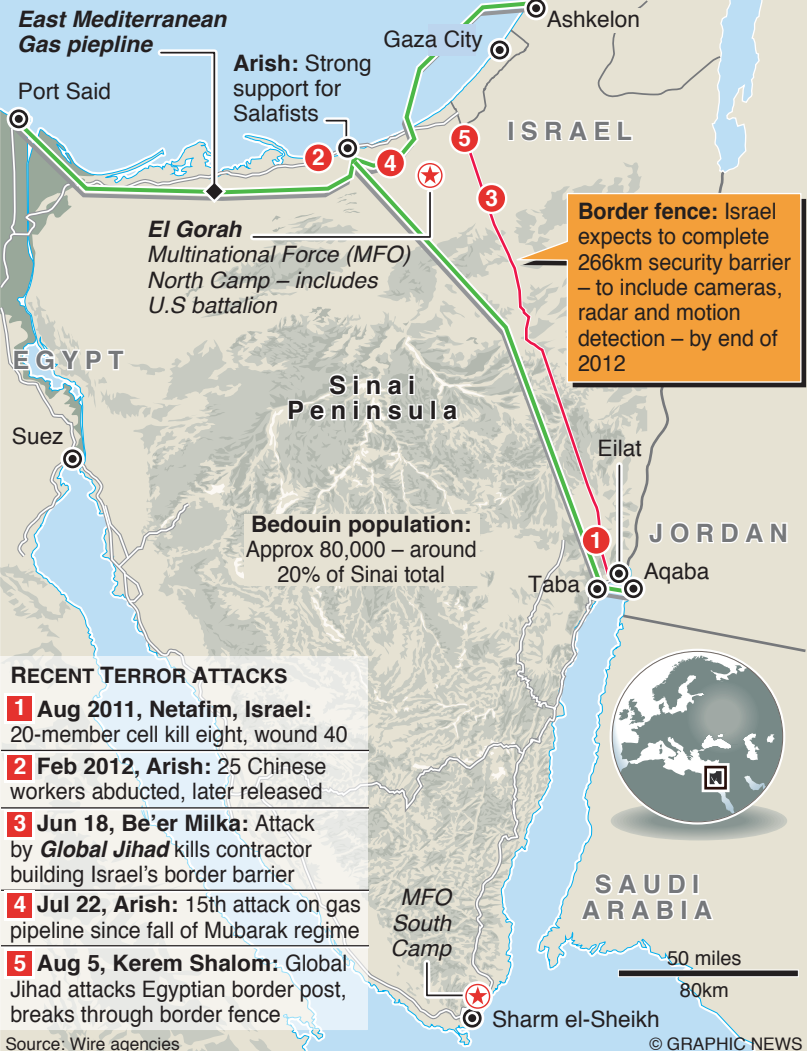 East Mediterranean
Gas piepline
Port Said
Arish: Strong
support for
Salafists
Gaza City
Ashkelon
ISRAEL
2
4
5
3
El Gorah
Multinational Force (MFO)
North Camp – includes
U.S battalion
Border fence: Israel
expects to complete
266km security barrier
– to include cameras,
radar and motion
detection – by end of
2012
EGYPT
Sinai
Peninsula
Suez
Eilat
Bedouin population:
Approx 80,000 – around
20% of Sinai total
1
JORDAN
Taba
Aqaba
RECENT TERROR ATTACKS
1 Aug 2011, Netafim, Israel:
20-member cell kill eight, wound 40
2 Feb 2012, Arish: 25 Chinese
workers abducted, later released
3 Jun 18, Be’er Milka: Attack
by Global Jihad kills contractor
building Israel’s border barrier
4 Jul 22, Arish: 15th attack on gas
pipeline since fall of Mubarak regime
5 Aug 5, Kerem Shalom: Global
Jihad attacks Egyptian border post,
breaks through border fence
MFO
South
Camp
SAUDI
ARABIA
50 miles
80km
Sharm el-Sheikh
Source: Wire agencies
© GRAPHIC NEWS